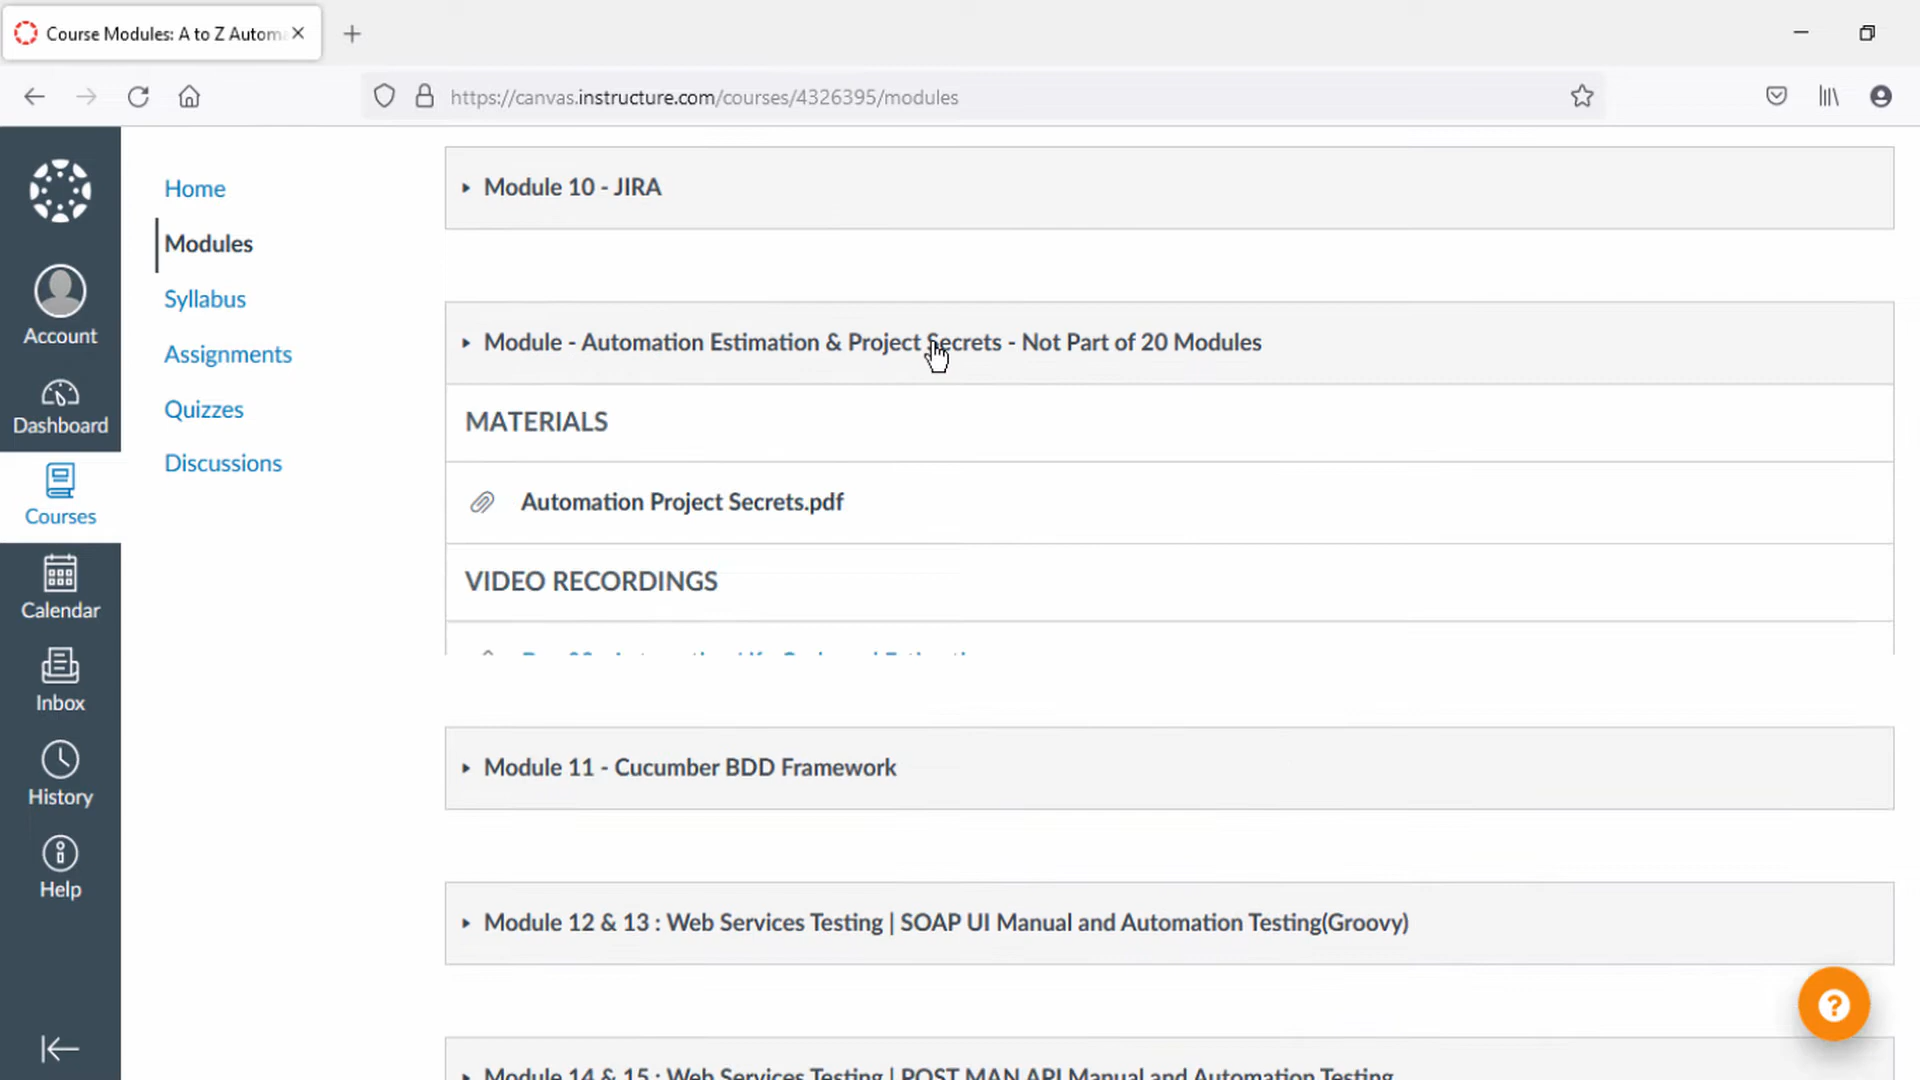 Course Modules: A to Z Autom
https://canvas.instructure.com/courses/4326395/modules
Account
Dashboard
Courses
Calendar
Inbox
History
Help
Home
Modules
Syllabus
Assignments
Quizzes
Discussions
Module 10 - JIRA
Module - Automation Estimation & Project Secrets - Not Part of 20 Modules
MATERIALS
Automation Project Secrets.pdf
VIDEO RECORDINGS
Module 11 - Cucumber BDD Framework
Module 12 & 13 : Web Services Testing | SOAP UI Manual and Automation Testing(Groovy)
Module 14 & 15 : Web Services Testing | POST MAN API Manual and Automation Testing